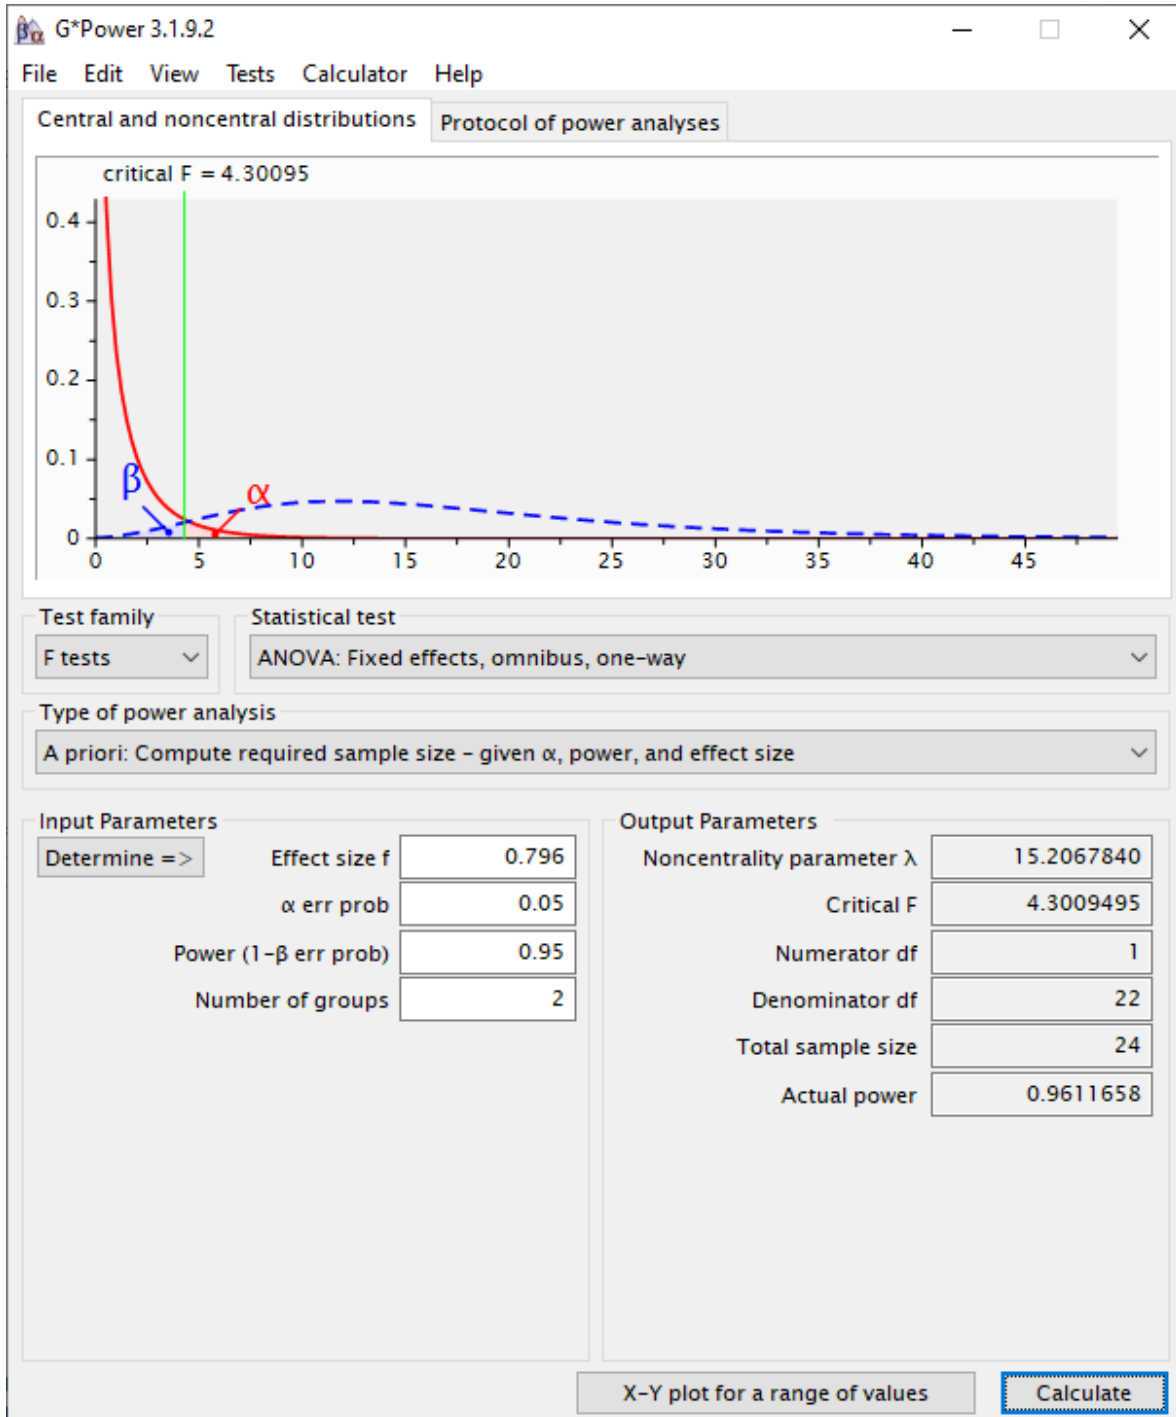 G*Power 3.1.9.2
File Edit View Tests Calculator Help
Central and noncentral distributions Protocol of power analyses
critical F = 4.30095
0.4
0.3
0.2
0.1
β α
0
0 5 10 15 20 25 30 35 40 45
Test family Statistical test
F tests ANOVA: Fixed effects, omnibus, one-way
Type of power analysis
A priori: Compute required sample size - given α, power, and effect size
Input Parameters Output Parameters
Determine => Effect size f 0.796 Noncentrality parameter λ 15.2067840
α err prob 0.05 Critical F 4.3009495
Power (1-β err prob) 0.95 Numerator df 1
Number of groups 2 Denominator df 22
Total sample size 24
Actual power 0.9611658
X-Y plot for a range of values Calculate